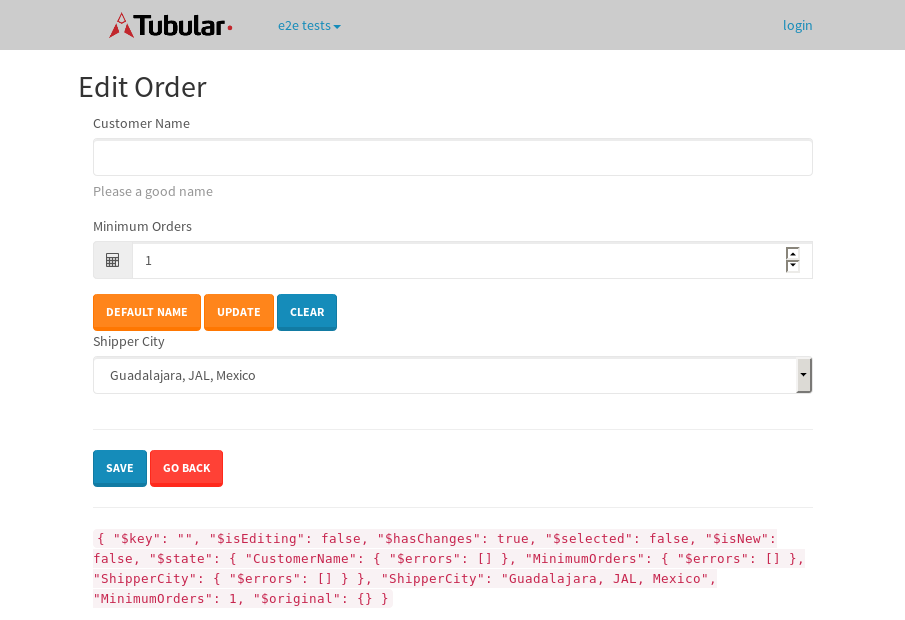 Tubular
e2e tests
login
Edit Order
Customer Name
Please a good name
Minimum Orders
1
DEFAULT NAME
UPDATE
CLEAR
Shipper City
Guadalajara, JAL, Mexico
SAVE
GO BACK
{ "$key": "", "$isEditing": false, "$hasChanges": true, "$selected": false, "$isNew":
false, "$state": { "CustomerName": { "$errors": [] }, "MinimumOrders": { "$errors": [] },
"ShipperCity": { "$errors": [] } }, "ShipperCity": "Guadalajara, JAL, Mexico",
"MinimumOrders": 1, "$original": {} }